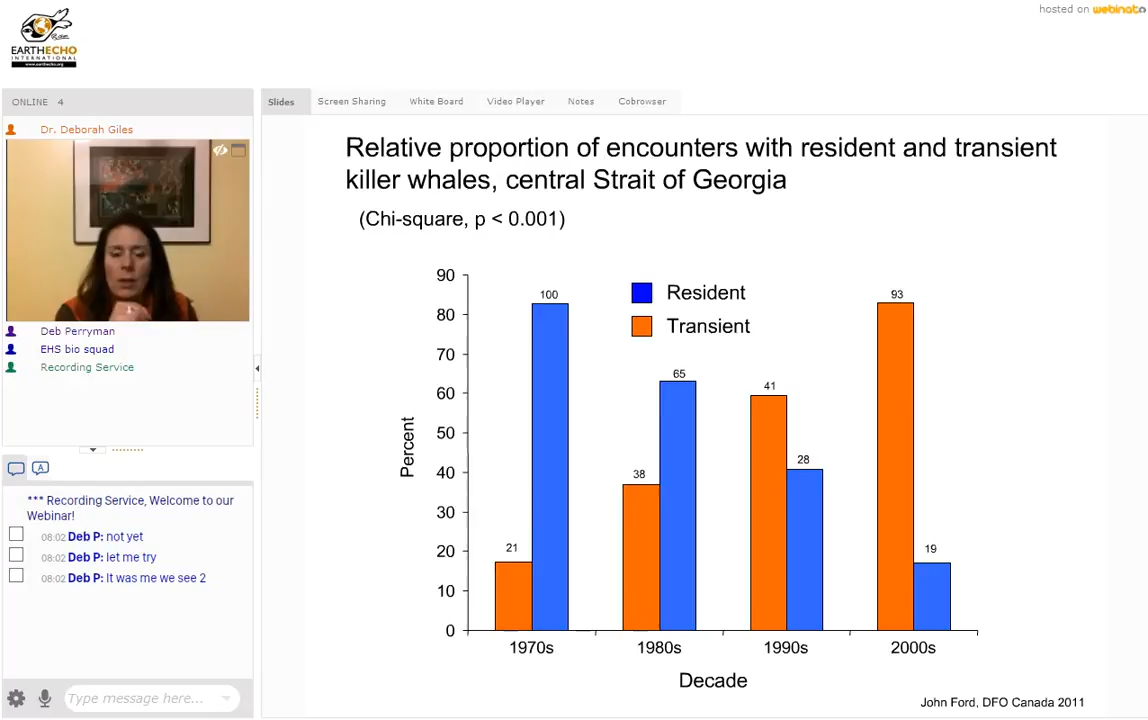 hosted on webinato
EARTHECHO
INTERNATIONAL
www.earthecho.org
ONLINE 4
Slides
Screen Sharing
White Board
Video Player
Notes
Cobrowser
Dr. Deborah Giles
Deb Perryman
EHS bio squad
Recording Service
A
*** Recording Service, Welcome to our
Webinar!
08:02 Deb P: not yet
08:02 Deb P: let me try
08:02 Deb P: It was me we see 2
Type message here...
Relative proportion of encounters with resident and transient
killer whales, central Strait of Georgia
(Chi-square, p < 0.001)
Resident
Transient
Percent
90
80
70
60
50
40
30
20
10
0
21
100
38
65
41
28
93
19
1970s
1980s
1990s
2000s
Decade
John Ford, DFO Canada 2011